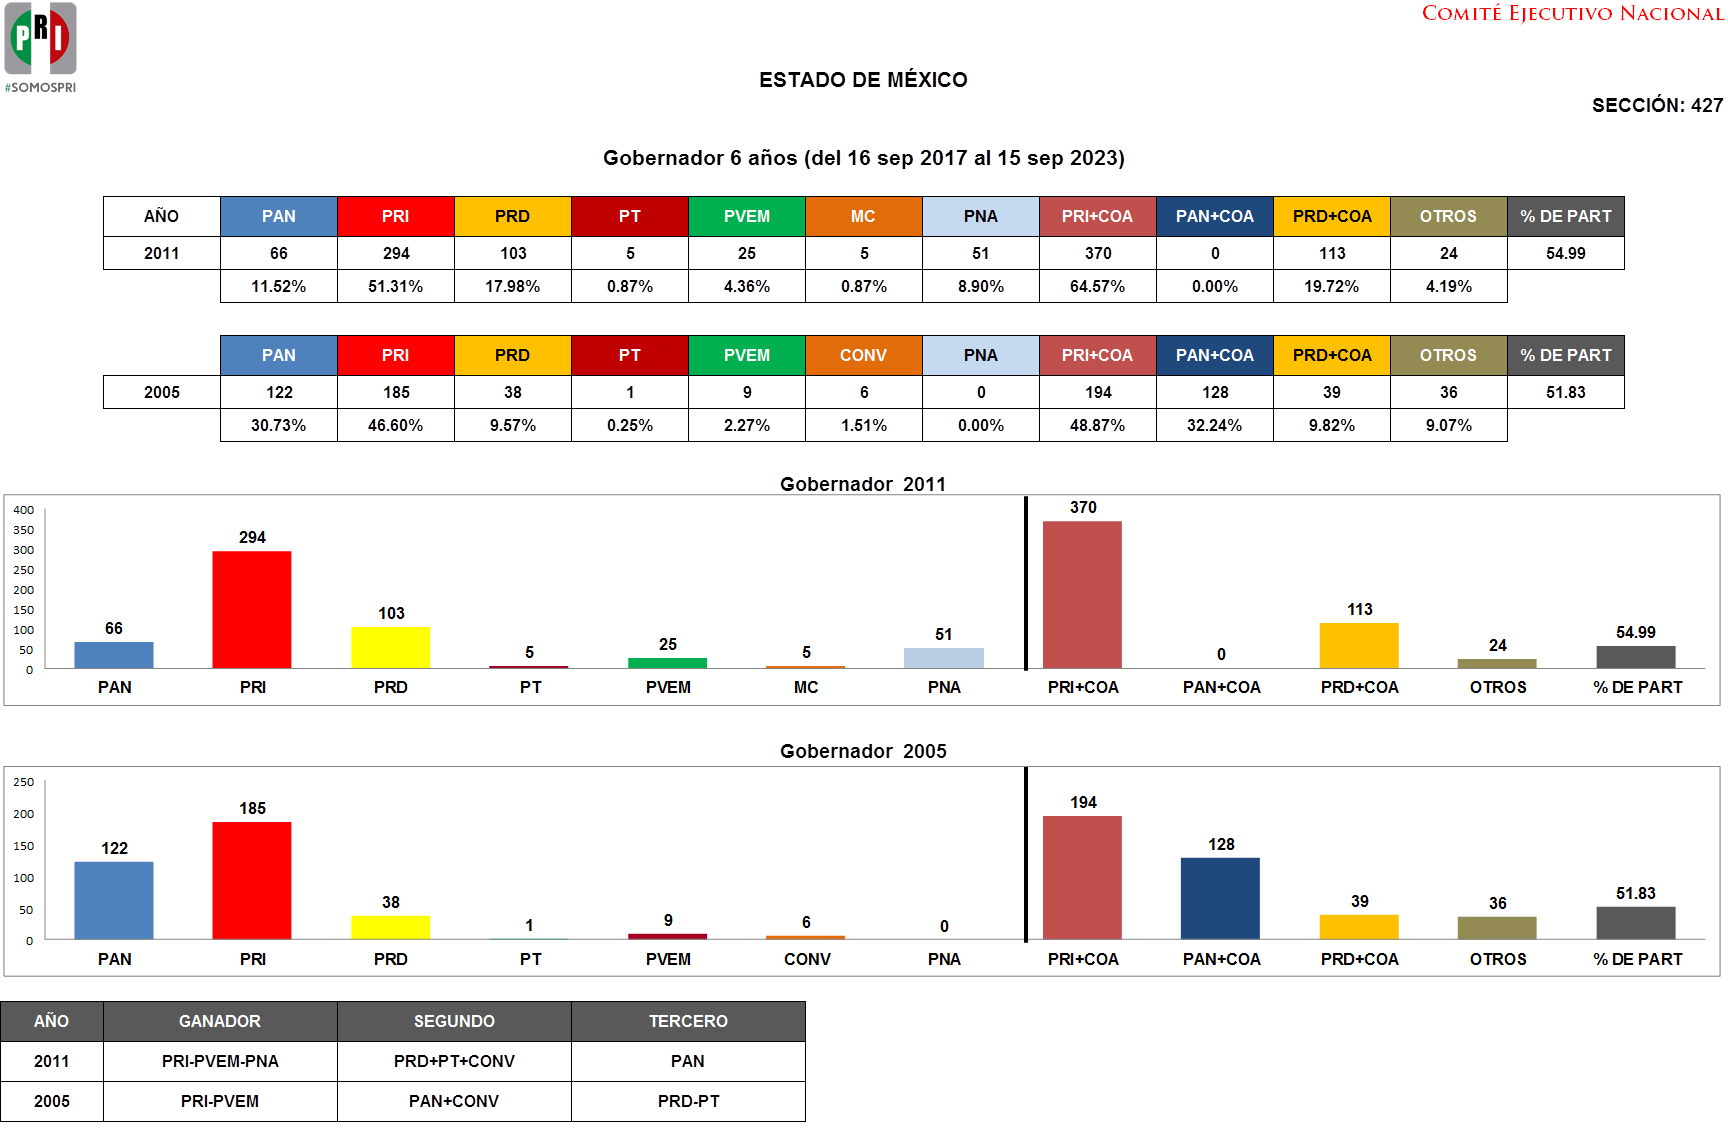 PRI
#SOMOSPRI
COMITÉ EJECUTIVO NACIONAL
ESTADO DE MÉXICO
SECCIÓN: 427
Gobernador 6 años (del 16 sep 2017 al 15 sep 2023)
AÑO PAN PRI PRD PT PVEM MC PNA PRI+COA PAN+COA PRD+COA OTROS % DE PART
2011 66 294 103 5 25 5 51 370 0 113 24 54.99
11.52% 51.31% 17.98% 0.87% 4.36% 0.87% 8.90% 64.57% 0.00% 19.72% 4.19%
PAN PRI PRD PT PVEM CONV PNA PRI+COA PAN+COA PRD+COA OTROS % DE PART
2005 122 185 38 1 9 6 0 194 128 39 36 51.83
30.73% 46.60% 9.57% 0.25% 2.27% 1.51% 0.00% 48.87% 32.24% 9.82% 9.07%
Gobernador 2011
400
350
300
250
200
150
100
50
0
66 294 103 5 25 5 51 370 0 113 24 54.99
PAN PRI PRD PT PVEM MC PNA PRI+COA PAN+COA PRD+COA OTROS % DE PART
Gobernador 2005
250
200
150
100
50
0
122 185 38 1 9 6 0 194 128 39 36 51.83
PAN PRI PRD PT PVEM CONV PNA PRI+COA PAN+COA PRD+COA OTROS % DE PART
AÑO GANADOR SEGUNDO TERCERO
2011 PRI-PVEM-PNA PRD+PT+CONV PAN
2005 PRI-PVEM PAN+CONV PRD-PT